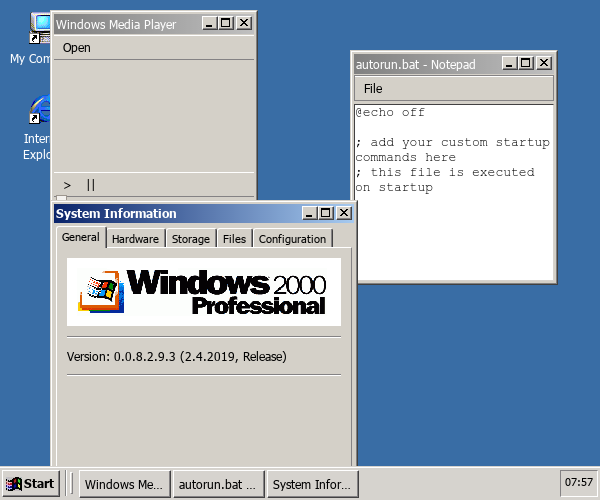 My Com
Inter
Explo
Windows Media Player
Open
> ||
autorun.bat - Notepad
File
@echo off
; add your custom startup
commands here
; this file is executed
on startup
System Information
General Hardware Storage Files Configuration
Windows 2000
Professional
Version: 0.0.8.2.9.3 (2.4.2019, Release)
Start Windows Me... autorun.bat ... System Infor... 07:57